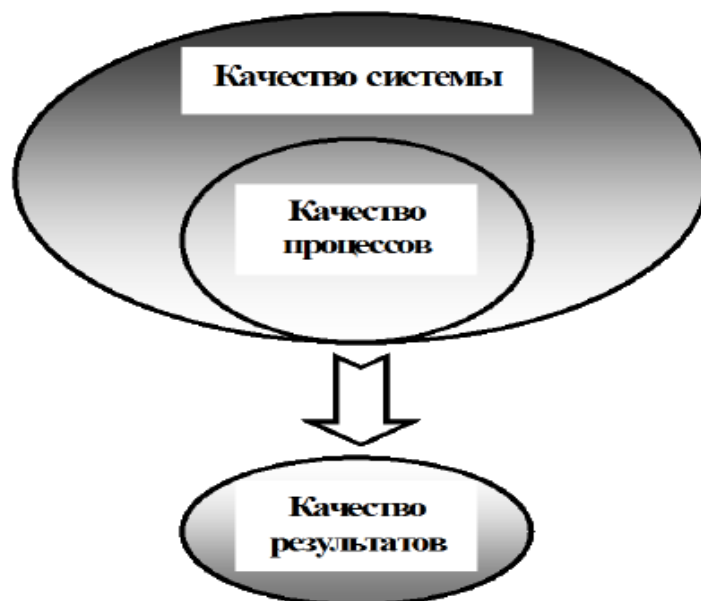 Качество системы
Качество
процессов
Качество
результатов